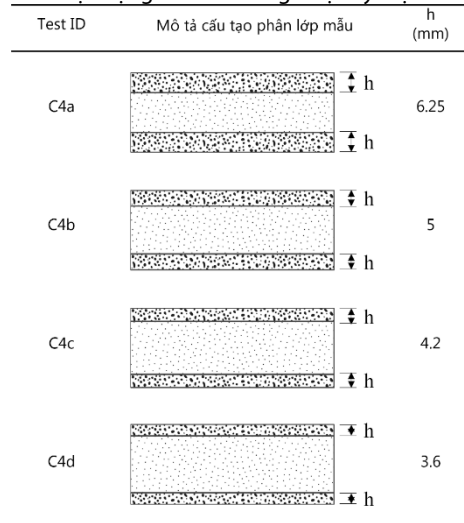 Test ID Mô tả cấu tạo phân lớp mẫu h
(mm)
h
C4a 6.25
h
h
C4b 5
h
h
C4c 4.2
h
h
C4d 3.6
h